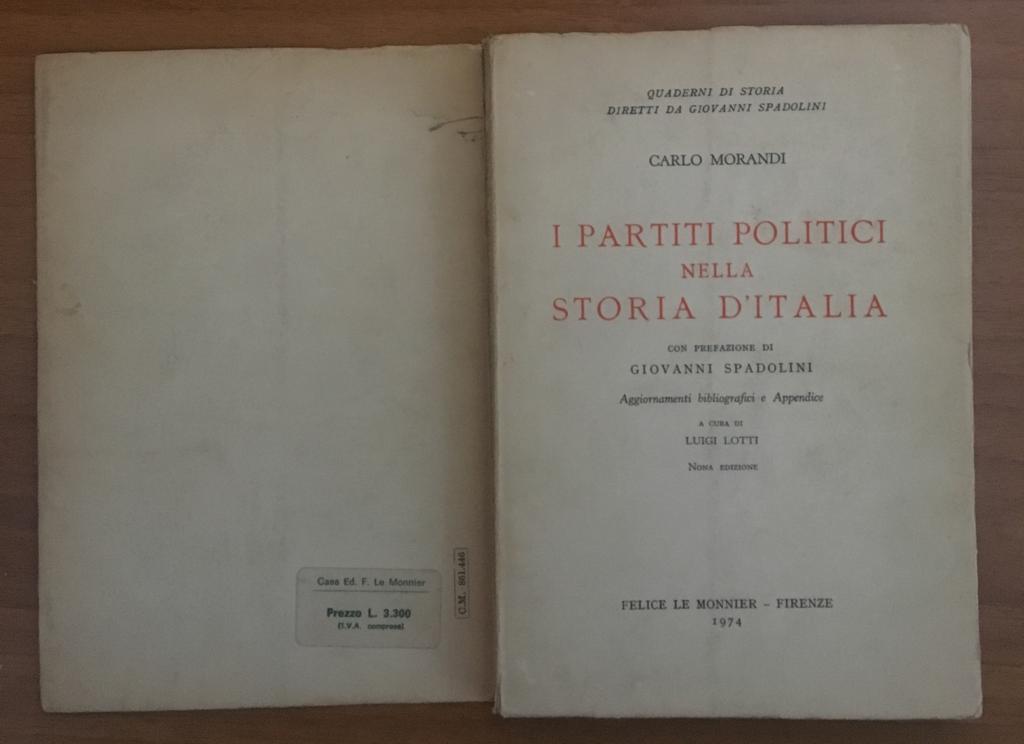 Casa Ed. F. Le Monnier
Prezzo L. 3.300
(I.V.A. compresa)
C.M. 861.446
QUADERNI DI STORIA
DIRETTI DA GIOVANNI SPADOLINI
CARLO MORANDI
I PARTITI POLITICI
NELLA
STORIA D'ITALIA
CON PREFAZIONE DI
GIOVANNI SPADOLINI
Aggiornamenti bibliografici e Appendice
A CURA DI
LUIGI LOTTI
NONA EDIZIONE
FELICE LE MONNIER – FIRENZE
1974